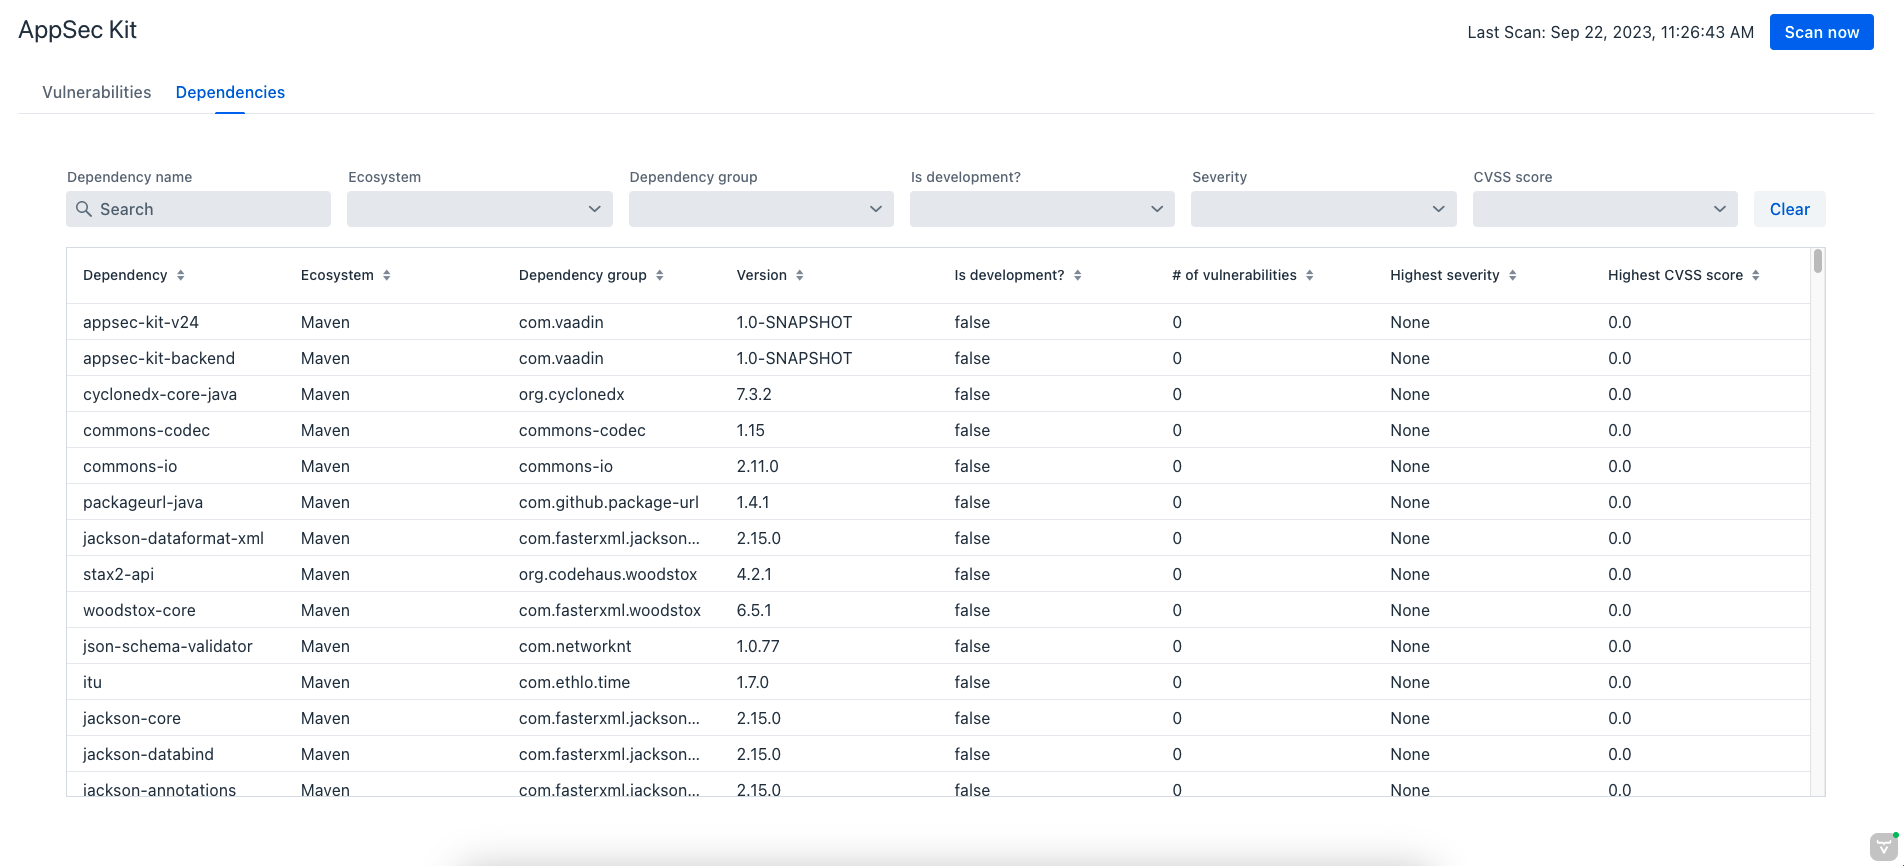 AppSec Kit
Last Scan: Sep 22, 2023, 11:26:43 AM Scan now
Vulnerabilities Dependencies
Dependency name Ecosystem Dependency group Is development? Severity CVSS score
Search Clear
Dependency Ecosystem Dependency group Version Is development? # of vulnerabilities Highest severity Highest CVSS score
appsec-kit-v24 Maven com.vaadin 1.0-SNAPSHOT false 0 None 0.0
appsec-kit-backend Maven com.vaadin 1.0-SNAPSHOT false 0 None 0.0
cyclonedx-core-java Maven org.cyclonedx 7.3.2 false 0 None 0.0
commons-codec Maven commons-codec 1.15 false 0 None 0.0
commons-io Maven commons-io 2.11.0 false 0 None 0.0
packageurl-java Maven com.github.package-url 1.4.1 false 0 None 0.0
jackson-dataformat-xml Maven com.fasterxml.jackson... 2.15.0 false 0 None 0.0
stax2-api Maven org.codehaus.woodstox 4.2.1 false 0 None 0.0
woodstox-core Maven com.fasterxml.woodstox 6.5.1 false 0 None 0.0
json-schema-validator Maven com.networknt 1.0.77 false 0 None 0.0
itu Maven com.ethlo.time 1.7.0 false 0 None 0.0
jackson-core Maven com.fasterxml.jackson... 2.15.0 false 0 None 0.0
jackson-databind Maven com.fasterxml.jackson... 2.15.0 false 0 None 0.0
jackson-annotations Maven com.fasterxml.jackson... 2.15.0 false 0 None 0.0